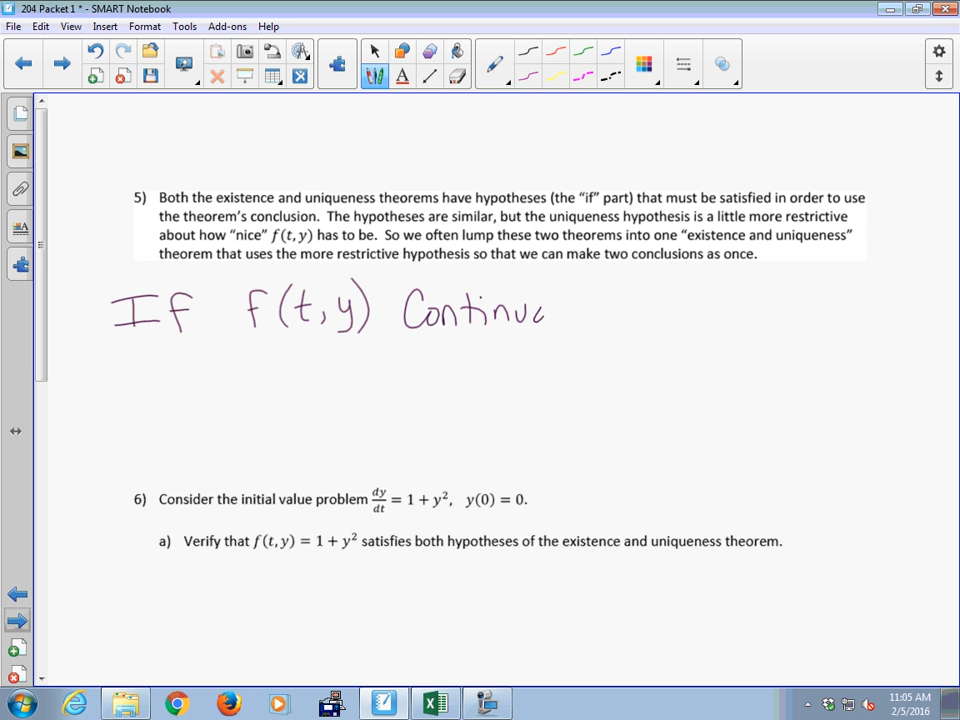 204 Packet 1 * - SMART Notebook
File Edit View Insert Format Tools Add-ons Help
5) Both the existence and uniqueness theorems have hypotheses (the “if” part) that must be satisfied in order to use
the theorem’s conclusion. The hypotheses are similar, but the uniqueness hypothesis is a little more restrictive
about how “nice” f(t, y) has to be. So we often lump these two theorems into one “existence and uniqueness”
theorem that uses the more restrictive hypothesis so that we can make two conclusions as once.
If f(t,y) Continuo
6) Consider the initial value problem dy/dt = 1 + y², y(0) = 0.
a) Verify that f(t, y) = 1 + y² satisfies both hypotheses of the existence and uniqueness theorem.
11:05 AM
2/5/2016